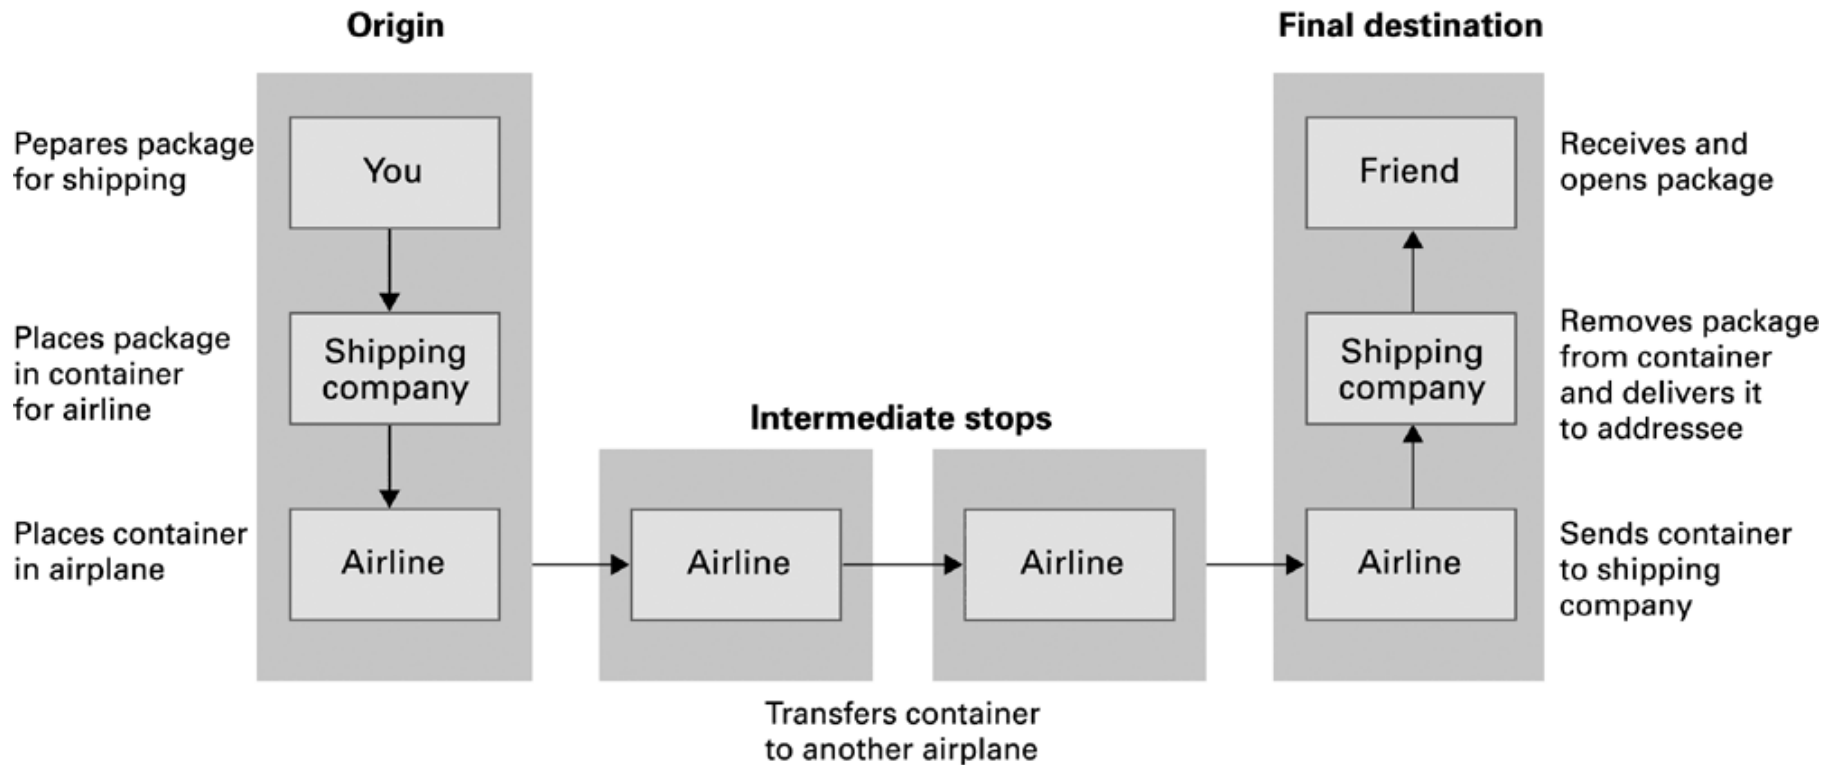 Origin
Pepares package
for shipping
You
Places package
in container
for airline
Shipping
company
Places container
in airplane
Airline
Intermediate stops
Airline
Airline
Transfers container
to another airplane
Final destination
Friend
Receives and
opens package
Shipping
company
Removes package
from container
and delivers it
to addressee
Airline
Sends container
to shipping
company